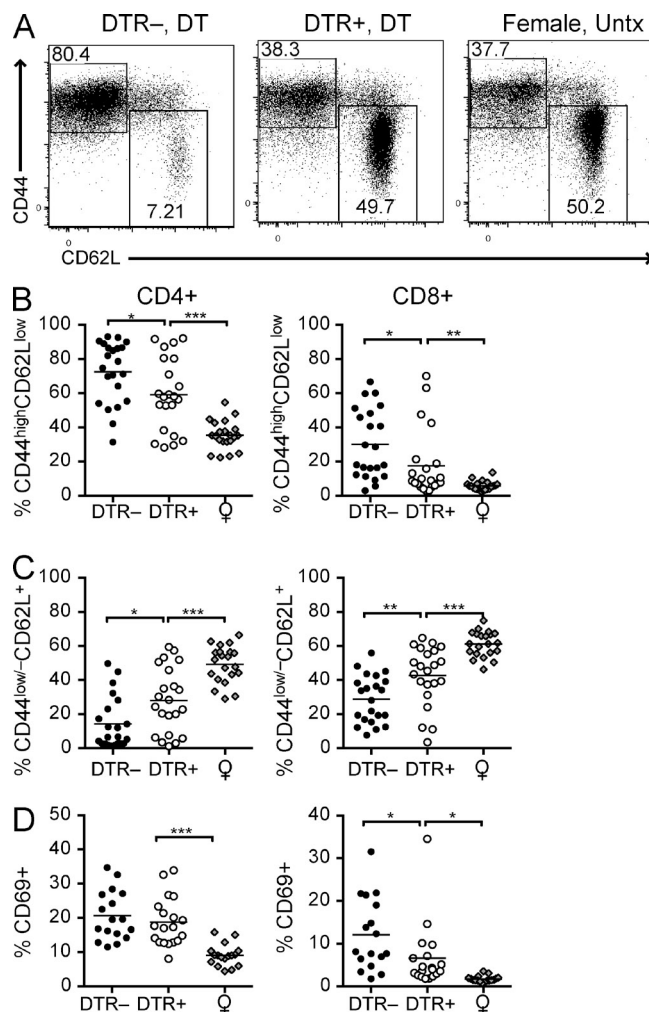 A
DTR–, DT DTR+, DT Female, Untx
80.4 38.3 37.7
7.21 49.7 50.2
0 0 0
0 0 0
CD44
CD62L
B
CD4+ CD8+
% CD44highCD62Llow
100
80
60
40
20
0
* ***
DTR– DTR+ ♀
% CD44highCD62Llow
100
80
60
40
20
0
* **
DTR– DTR+ ♀
C
% CD44low/–CD62L+
100
80
60
40
20
0
* ***
DTR– DTR+ ♀
% CD44low/–CD62L+
100
80
60
40
20
0
** ***
DTR– DTR+ ♀
D
% CD69+
50
40
30
20
10
0
***
DTR– DTR+ ♀
% CD69+
40
30
20
10
0
* *
DTR– DTR+ ♀